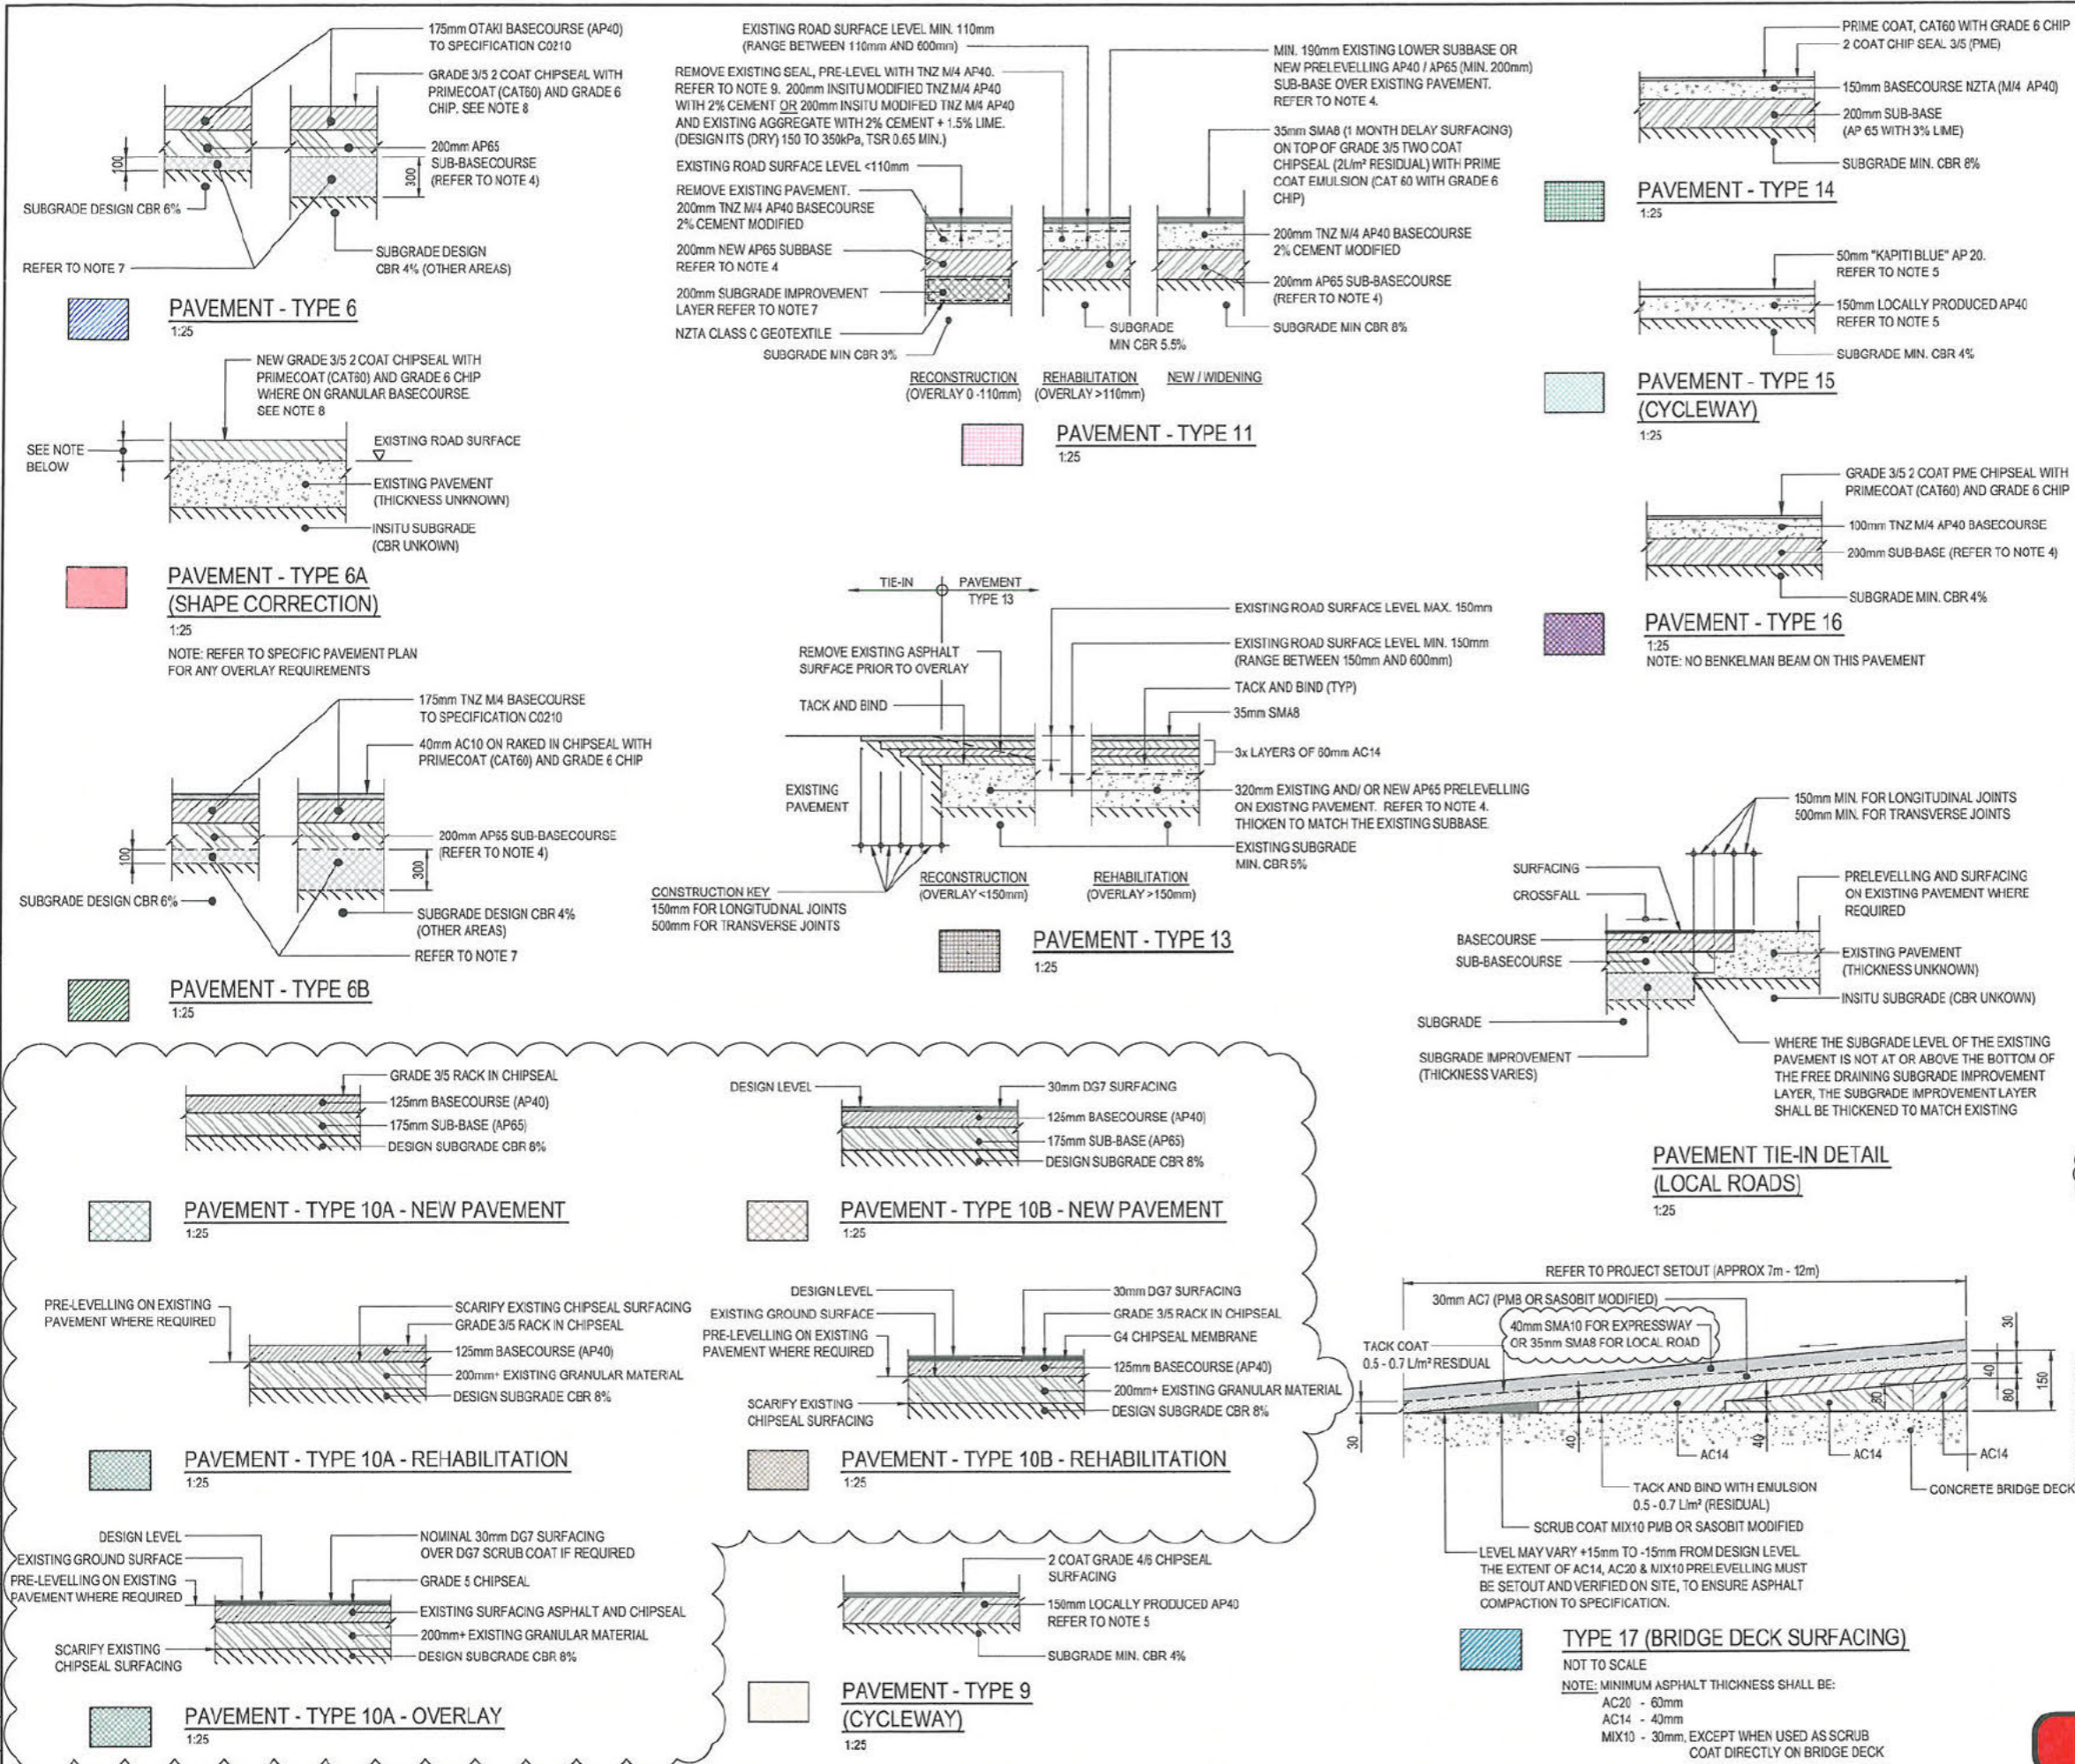 175mm OTAKI BASECOURSE (AP40)
TO SPECIFICATION C0210
GRADE 3/5 2 COAT CHIPSEAL WITH
PRIMECOAT (CAT60) AND GRADE 6
CHIP. SEE NOTE 8
200mm AP65
SUB-BASECOURSE
(REFER TO NOTE 4)
100
300
SUBGRADE DESIGN CBR 6%
SUBGRADE DESIGN
CBR 4% (OTHER AREAS)
REFER TO NOTE 7
PAVEMENT - TYPE 6
1:25
NEW GRADE 3/5 2 COAT CHIPSEAL WITH
PRIMECOAT (CAT60) AND GRADE 6 CHIP
WHERE ON GRANULAR BASECOURSE.
SEE NOTE 8
SEE NOTE
BELOW
EXISTING ROAD SURFACE
EXISTING PAVEMENT
(THICKNESS UNKNOWN)
INSITU SUBGRADE
(CBR UNKOWN)
PAVEMENT - TYPE 6A
(SHAPE CORRECTION)
1:25
NOTE: REFER TO SPECIFIC PAVEMENT PLAN
FOR ANY OVERLAY REQUIREMENTS
175mm TNZ M4 BASECOURSE
TO SPECIFICATION C0210
40mm AC10 ON RAKED IN CHIPSEAL WITH
PRIMECOAT (CAT60) AND GRADE 6 CHIP
200mm AP65 SUB-BASECOURSE
(REFER TO NOTE 4)
100
300
SUBGRADE DESIGN CBR 6%
SUBGRADE DESIGN CBR 4%
(OTHER AREAS)
REFER TO NOTE 7
PAVEMENT - TYPE 6B
1:25
EXISTING ROAD SURFACE LEVEL MIN. 110mm
(RANGE BETWEEN 110mm AND 600mm)
REMOVE EXISTING SEAL, PRE-LEVEL WITH TNZ M/4 AP40.
REFER TO NOTE 9. 200mm INSITU MODIFIED TNZ M/4 AP40
WITH 2% CEMENT OR 200mm INSITU MODIFIED TNZ M/4 AP40
AND EXISTING AGGREGATE WITH 2% CEMENT + 1.5% LIME.
(DESIGN ITS (DRY) 150 TO 350kPa, TSR 0.65 MIN.)
EXISTING ROAD SURFACE LEVEL <110mm
REMOVE EXISTING PAVEMENT.
200mm TNZ M/4 AP40 BASECOURSE
2% CEMENT MODIFIED
200mm NEW AP65 SUBBASE
REFER TO NOTE 4
200mm SUBGRADE IMPROVEMENT
LAYER REFER TO NOTE 7
NZTA CLASS C GEOTEXTILE
SUBGRADE MIN CBR 3%
MIN. 190mm EXISTING LOWER SUBBASE OR
NEW PRELEVELLING AP40 / AP65 (MIN. 200mm)
SUB-BASE OVER EXISTING PAVEMENT.
REFER TO NOTE 4.
35mm SMA8 (1 MONTH DELAY SURFACING)
ON TOP OF GRADE 3/5 TWO COAT
CHIPSEAL (2L/m² RESIDUAL) WITH PRIME
COAT EMULSION (CAT 60 WITH GRADE 6
CHIP)
200mm TNZ M/4 AP40 BASECOURSE
2% CEMENT MODIFIED
200mm AP65 SUB-BASECOURSE
(REFER TO NOTE 4)
SUBGRADE
MIN CBR 5.5%
SUBGRADE MIN CBR 8%
RECONSTRUCTION
(OVERLAY 0 -110mm)
REHABILITATION
(OVERLAY >110mm)
NEW / WIDENING
PAVEMENT - TYPE 11
1:25
TIE-IN
PAVEMENT
TYPE 13
REMOVE EXISTING ASPHALT
SURFACE PRIOR TO OVERLAY
TACK AND BIND
EXISTING
PAVEMENT
EXISTING ROAD SURFACE LEVEL MAX. 150mm
EXISTING ROAD SURFACE LEVEL MIN. 150mm
(RANGE BETWEEN 150mm AND 600mm)
TACK AND BIND (TYP)
35mm SMA8
3x LAYERS OF 60mm AC14
320mm EXISTING AND/ OR NEW AP65 PRELEVELLING
ON EXISTING PAVEMENT. REFER TO NOTE 4.
THICKEN TO MATCH THE EXISTING SUBBASE.
EXISTING SUBGRADE
MIN. CBR 5%
CONSTRUCTION KEY
150mm FOR LONGITUDINAL JOINTS
500mm FOR TRANSVERSE JOINTS
RECONSTRUCTION
(OVERLAY <150mm)
REHABILITATION
(OVERLAY >150mm)
PAVEMENT - TYPE 13
1:25
PRIME COAT, CAT60 WITH GRADE 6 CHIP
2 COAT CHIP SEAL 3/5 (PME)
150mm BASECOURSE NZTA (M/4 AP40)
200mm SUB-BASE
(AP 65 WITH 3% LIME)
SUBGRADE MIN. CBR 8%
PAVEMENT - TYPE 14
1:25
50mm "KAPITI BLUE" AP 20.
REFER TO NOTE 5
150mm LOCALLY PRODUCED AP40
REFER TO NOTE 5
SUBGRADE MIN. CBR 4%
PAVEMENT - TYPE 15
(CYCLEWAY)
1:25
GRADE 3/5 2 COAT PME CHIPSEAL WITH
PRIMECOAT (CAT60) AND GRADE 6 CHIP
100mm TNZ M/4 AP40 BASECOURSE
200mm SUB-BASE (REFER TO NOTE 4)
SUBGRADE MIN. CBR 4%
PAVEMENT - TYPE 16
1:25
NOTE: NO BENKELMAN BEAM ON THIS PAVEMENT
150mm MIN. FOR LONGITUDINAL JOINTS
500mm MIN. FOR TRANSVERSE JOINTS
SURFACING
CROSSFALL
BASECOURSE
SUB-BASECOURSE
SUBGRADE
SUBGRADE IMPROVEMENT
(THICKNESS VARIES)
PRELEVELLING AND SURFACING
ON EXISTING PAVEMENT WHERE
REQUIRED
EXISTING PAVEMENT
(THICKNESS UNKNOWN)
INSITU SUBGRADE (CBR UNKOWN)
WHERE THE SUBGRADE LEVEL OF THE EXISTING
PAVEMENT IS NOT AT OR ABOVE THE BOTTOM OF
THE FREE DRAINING SUBGRADE IMPROVEMENT
LAYER, THE SUBGRADE IMPROVEMENT LAYER
SHALL BE THICKENED TO MATCH EXISTING
PAVEMENT TIE-IN DETAIL
(LOCAL ROADS)
1:25
GRADE 3/5 RACK IN CHIPSEAL
125mm BASECOURSE (AP40)
175mm SUB-BASE (AP65)
DESIGN SUBGRADE CBR 8%
PAVEMENT - TYPE 10A - NEW PAVEMENT
1:25
DESIGN LEVEL
30mm DG7 SURFACING
125mm BASECOURSE (AP40)
175mm SUB-BASE (AP65)
DESIGN SUBGRADE CBR 8%
PAVEMENT - TYPE 10B - NEW PAVEMENT
1:25
PRE-LEVELLING ON EXISTING
PAVEMENT WHERE REQUIRED
SCARIFY EXISTING CHIPSEAL SURFACING
GRADE 3/5 RACK IN CHIPSEAL
125mm BASECOURSE (AP40)
200mm+ EXISTING GRANULAR MATERIAL
DESIGN SUBGRADE CBR 8%
PAVEMENT - TYPE 10A - REHABILITATION
1:25
DESIGN LEVEL
EXISTING GROUND SURFACE
PRE-LEVELLING ON EXISTING
PAVEMENT WHERE REQUIRED
SCARIFY EXISTING
CHIPSEAL SURFACING
30mm DG7 SURFACING
GRADE 3/5 RACK IN CHIPSEAL
G4 CHIPSEAL MEMBRANE
125mm BASECOURSE (AP40)
200mm+ EXISTING GRANULAR MATERIAL
DESIGN SUBGRADE CBR 8%
PAVEMENT - TYPE 10B - REHABILITATION
1:25
DESIGN LEVEL
EXISTING GROUND SURFACE
PRE-LEVELLING ON EXISTING
PAVEMENT WHERE REQUIRED
SCARIFY EXISTING
CHIPSEAL SURFACING
NOMINAL 30mm DG7 SURFACING
OVER DG7 SCRUB COAT IF REQUIRED
GRADE 5 CHIPSEAL
EXISTING SURFACING ASPHALT AND CHIPSEAL
200mm+ EXISTING GRANULAR MATERIAL
DESIGN SUBGRADE CBR 8%
PAVEMENT - TYPE 10A - OVERLAY
1:25
2 COAT GRADE 4/6 CHIPSEAL
SURFACING
150mm LOCALLY PRODUCED AP40
REFER TO NOTE 5
SUBGRADE MIN. CBR 4%
PAVEMENT - TYPE 9
(CYCLEWAY)
1:25
REFER TO PROJECT SETOUT (APPROX 7m - 12m)
30mm AC7 (PMB OR SASOBIT MODIFIED)
40mm SMA10 FOR EXPRESSWAY
OR 35mm SMA8 FOR LOCAL ROAD
TACK COAT
0.5 - 0.7 L/m² RESIDUAL
30
40
80
150
30
40
40
AC14
AC14
AC14
CONCRETE BRIDGE DECK
TACK AND BIND WITH EMULSION
0.5 - 0.7 L/m² (RESIDUAL)
SCRUB COAT MIX10 PMB OR SASOBIT MODIFIED
LEVEL MAY VARY +15mm TO -15mm FROM DESIGN LEVEL.
THE EXTENT OF AC14, AC20 & MIX10 PRELEVELLING MUST
BE SETOUT AND VERIFIED ON SITE, TO ENSURE ASPHALT
COMPACTION TO SPECIFICATION.
TYPE 17 (BRIDGE DECK SURFACING)
NOT TO SCALE
NOTE: MINIMUM ASPHALT THICKNESS SHALL BE:
AC20 - 60mm
AC14 - 40mm
MIX10 - 30mm, EXCEPT WHEN USED AS SCRUB
COAT DIRECTLY ON BRIDGE DECK